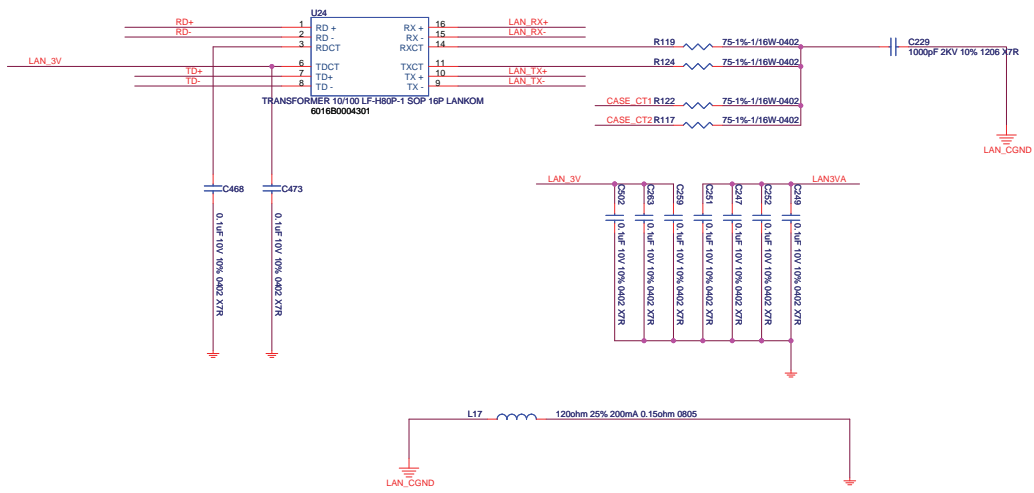 U24
RD+ 1 RD + RX + 16 LAN_RX+
RD- 2 RD - RX - 15 LAN_RX-
3 RDCT RXCT 14 R119 75-1%-1/16W-0402 C229
1000pF 2KV 10% 1206 X7R
LAN_3V 6 TDCT TXCT 11 R124 75-1%-1/16W-0402
TD+ 7 TD+ TX + 10 LAN_TX+
TD- 8 TD - TX - 9 LAN_TX-
TRANSFORMER 10/100 LF-H80P-1 SOP 16P LANKOM
6016B0004301
CASE_CT1 R122 75-1%-1/16W-0402
CASE_CT2 R117 75-1%-1/16W-0402
LAN_CGND
C468 C473
0.1uF 10V 10% 0402 X7R
0.1uF 10V 10% 0402 X7R
LAN_3V LAN3VA
C502
0.1uF 10V 10% 0402 X7R
C263
0.1uF 10V 10% 0402 X7R
C259
0.1uF 10V 10% 0402 X7R
C251
0.1uF 10V 10% 0402 X7R
C247
0.1uF 10V 10% 0402 X7R
C252
0.1uF 10V 10% 0402 X7R
C249
0.1uF 10V 10% 0402 X7R
L17 120ohm 25% 200mA 0.15ohm 0805
LAN_CGND